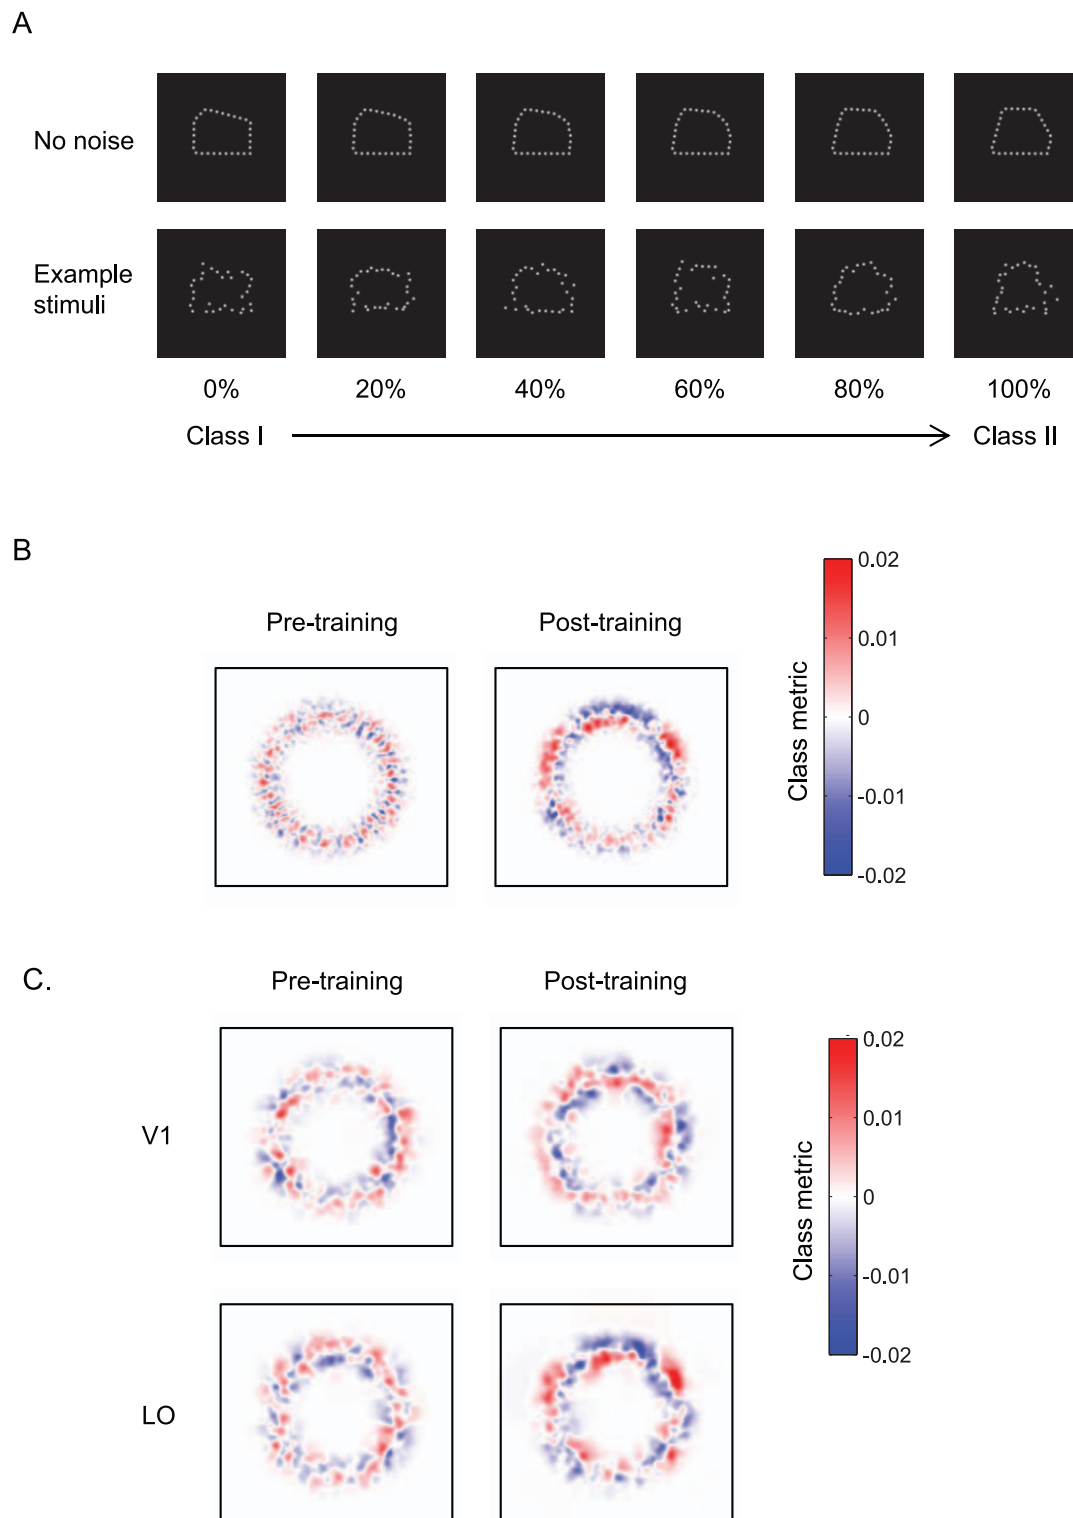 A
No noise
Example
stimuli
0% 20% 40% 60% 80% 100%
Class I Class II
B
Pre-training Post-training
Class metric
0.02
0.01
0
-0.01
-0.02
C.
Pre-training Post-training
V1
LO
Class metric
0.02
0.01
0
-0.01
-0.02